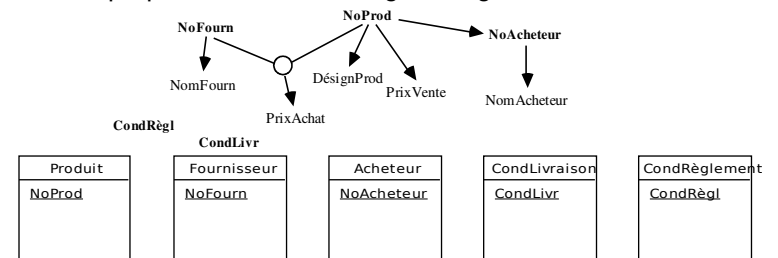 NoProd
NoFourn
NoAcheteur
NomFourn
DésignProd
PrixVente
NomAcheteur
PrixAchat
CondRègl
CondLivr
Produit
NoProd
Fournisseur
NoFourn
Acheteur
NoAcheteur
CondLivraison
CondLivr
CondRèglement
CondRègl